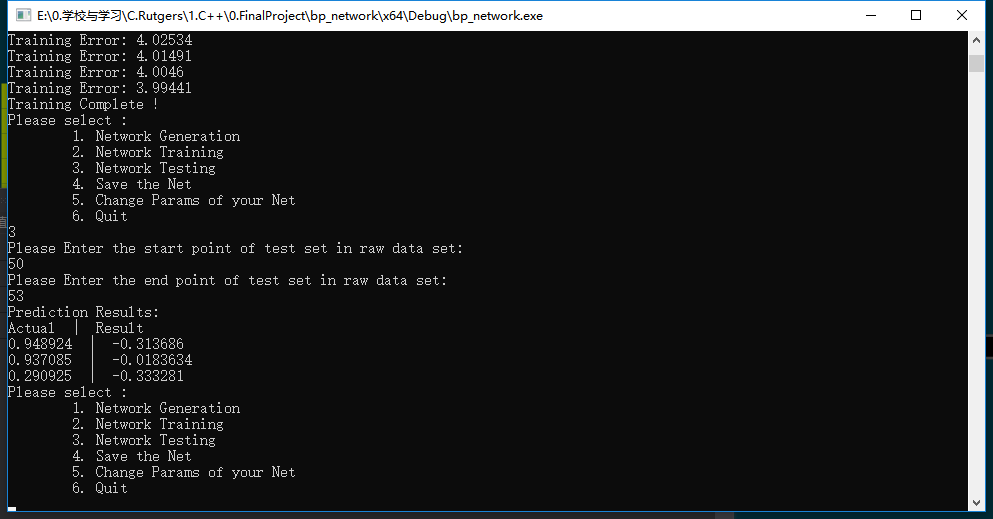 E:\0.学校与学习\C.Rutgers\1.C++\0.FinalProject\bp_network\x64\Debug\bp_network.exe
Training Error: 4.02534
Training Error: 4.01491
Training Error: 4.0046
Training Error: 3.99441
Training Complete !
Please select :
1. Network Generation
2. Network Training
3. Network Testing
4. Save the Net
5. Change Params of your Net
6. Quit
3
Please Enter the start point of test set in raw data set:
50
Please Enter the end point of test set in raw data set:
53
Prediction Results:
Actual | Result
0.948924 | -0.313686
0.937085 | -0.0183634
0.290925 | -0.333281
Please select :
1. Network Generation
2. Network Training
3. Network Testing
4. Save the Net
5. Change Params of your Net
6. Quit